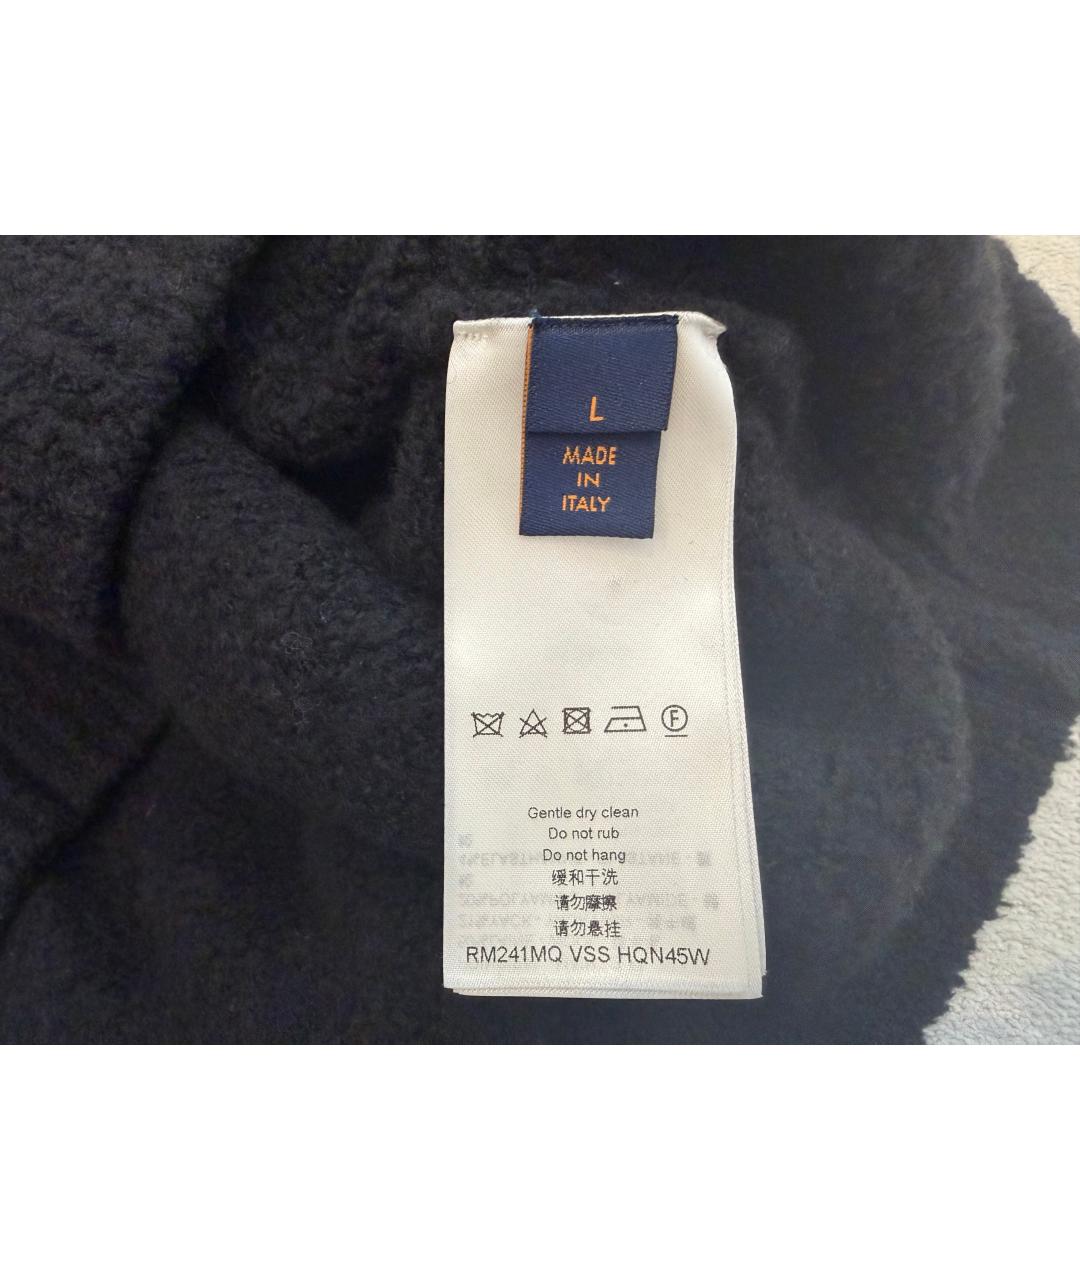 L
MADE
IN
ITALY
F
Gentle dry clean
Do not rub
Do not hang
缓和干洗
请勿摩擦
请勿悬挂
RM241MQ VSS HQN45W